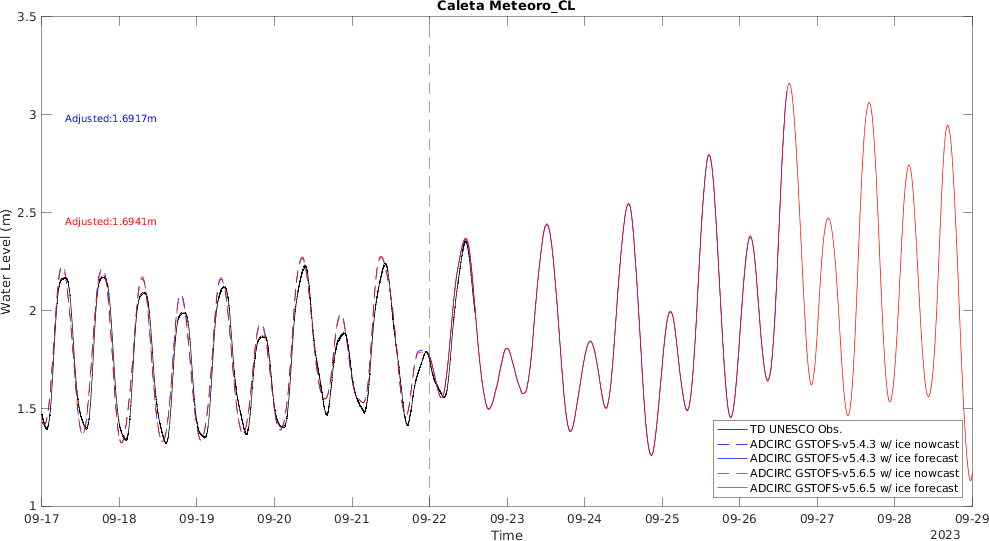 Caleta Meteoro_CL
Water Level (m)
3.5
3
2.5
2
1.5
1
Adjusted:1.6917m
Adjusted:1.6941m
TD UNESCO Obs.
ADCIRC GSTOFS-v5.4.3 w/ ice nowcast
ADCIRC GSTOFS-v5.4.3 w/ ice forecast
ADCIRC GSTOFS-v5.6.5 w/ ice nowcast
ADCIRC GSTOFS-v5.6.5 w/ ice forecast
09-17 09-18 09-19 09-20 09-21 09-22 09-23 09-24 09-25 09-26 09-27 09-28 09-29
Time
2023